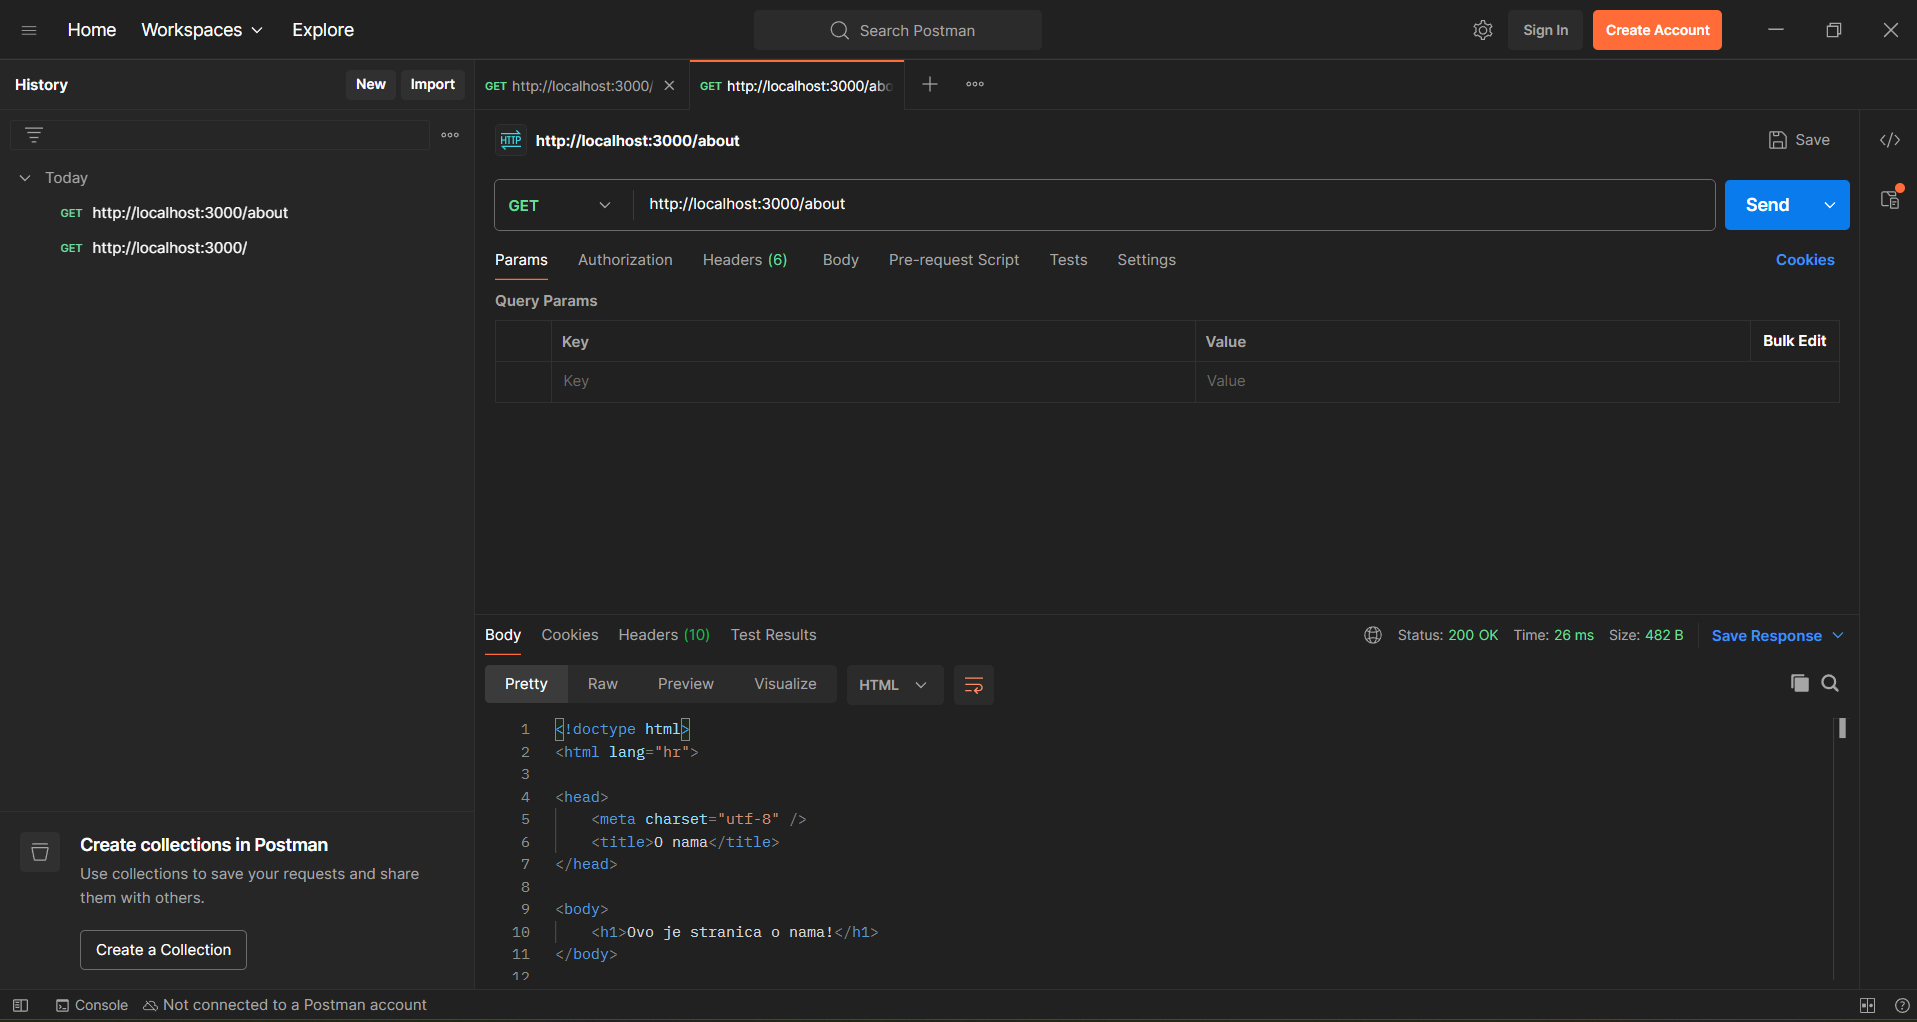 Home Workspaces Explore Search Postman Sign In Create Account
History New Import GET http://localhost:3000/ GET http://localhost:3000/abo
HTTP http://localhost:3000/about Save
Today
GET http://localhost:3000/about
GET http://localhost:3000/
GET http://localhost:3000/about Send
Params Authorization Headers (6) Body Pre-request Script Tests Settings Cookies
Query Params
Key Value Bulk Edit
Key Value
Body Cookies Headers (10) Test Results Status: 200 OK Time: 26 ms Size: 482 B Save Response
Pretty Raw Preview Visualize HTML
1 <!doctype html>
2 <html lang="hr">
3
4 <head>
5 <meta charset="utf-8" />
6 <title>O nama</title>
7 </head>
8
9 <body>
10 <h1>Ovo je stranica o nama!</h1>
11 </body>
12
Create collections in Postman
Use collections to save your requests and share
them with others.
Create a Collection
Console Not connected to a Postman account